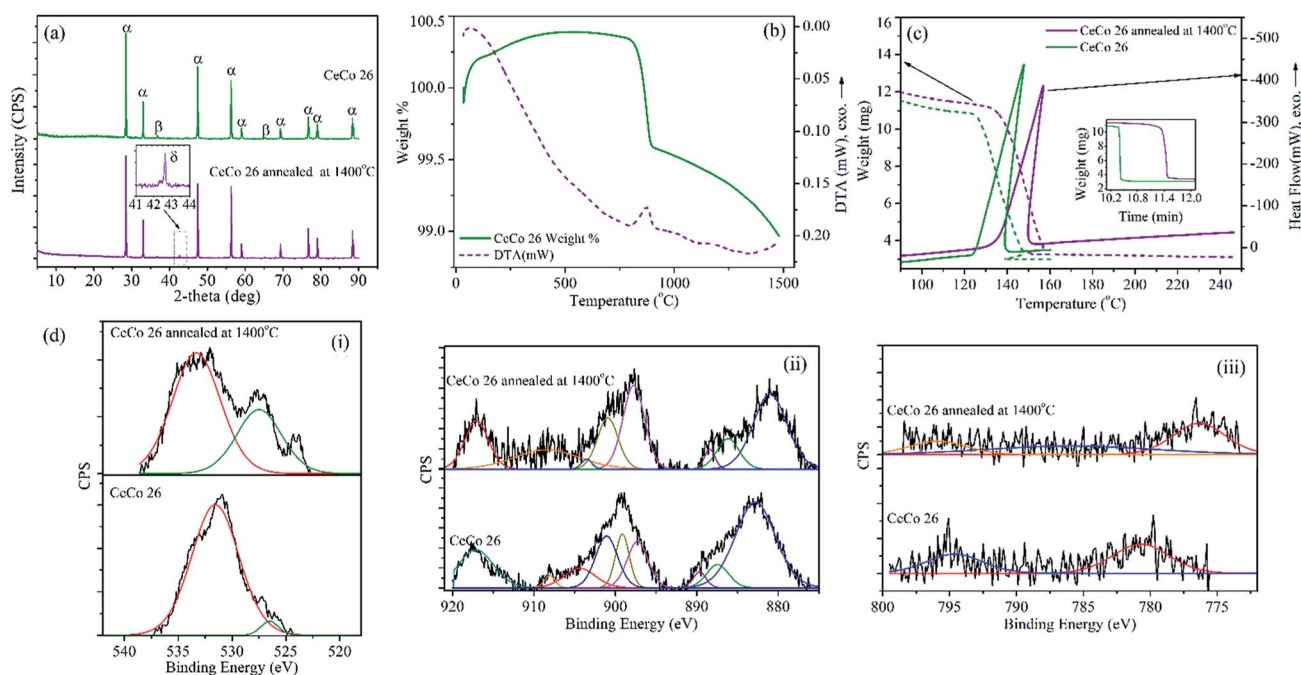 (a)
α
α
α
α
α
α
α
α
α
β
β
CeCo 26
δ
41 42 43 44
CeCo 26 annealed at 1400°C
Intensity (CPS)
0 10 20 30 40 50 60 70 80 90
2-theta (deg)
(b)
100.5
100.0
99.5
99.0
Weight %
0.00
0.05
0.10
0.15
0.20
DTA (mW), exo.
CeCo 26 Weight %
DTA(mW)
0 500 1000 1500
Temperature (°C)
(c)
CeCo 26 annealed at 1400°C
CeCo 26
16
14
12
10
8
6
4
Weight (mg)
-500
-400
-300
-200
-100
0
Heat Flow(mW), exo.
10
8
6
4
2
Weight (mg)
10.2 10.8 11.4 12.0
Time (min)
100 120 140 160 180 200 220 240
Temperature (°C)
(d)
CeCo 26 annealed at 1400°C
(i)
CeCo 26
CPS
540 535 530 525 520
Binding Energy (eV)
(ii)
CeCo 26 annealed at 1400°C
CeCo 26
CPS
920 910 900 890 880
Binding Energy (eV)
(iii)
CeCo 26 annealed at 1400°C
CeCo 26
CPS
800 795 790 785 780 775
Binding Energy (eV)